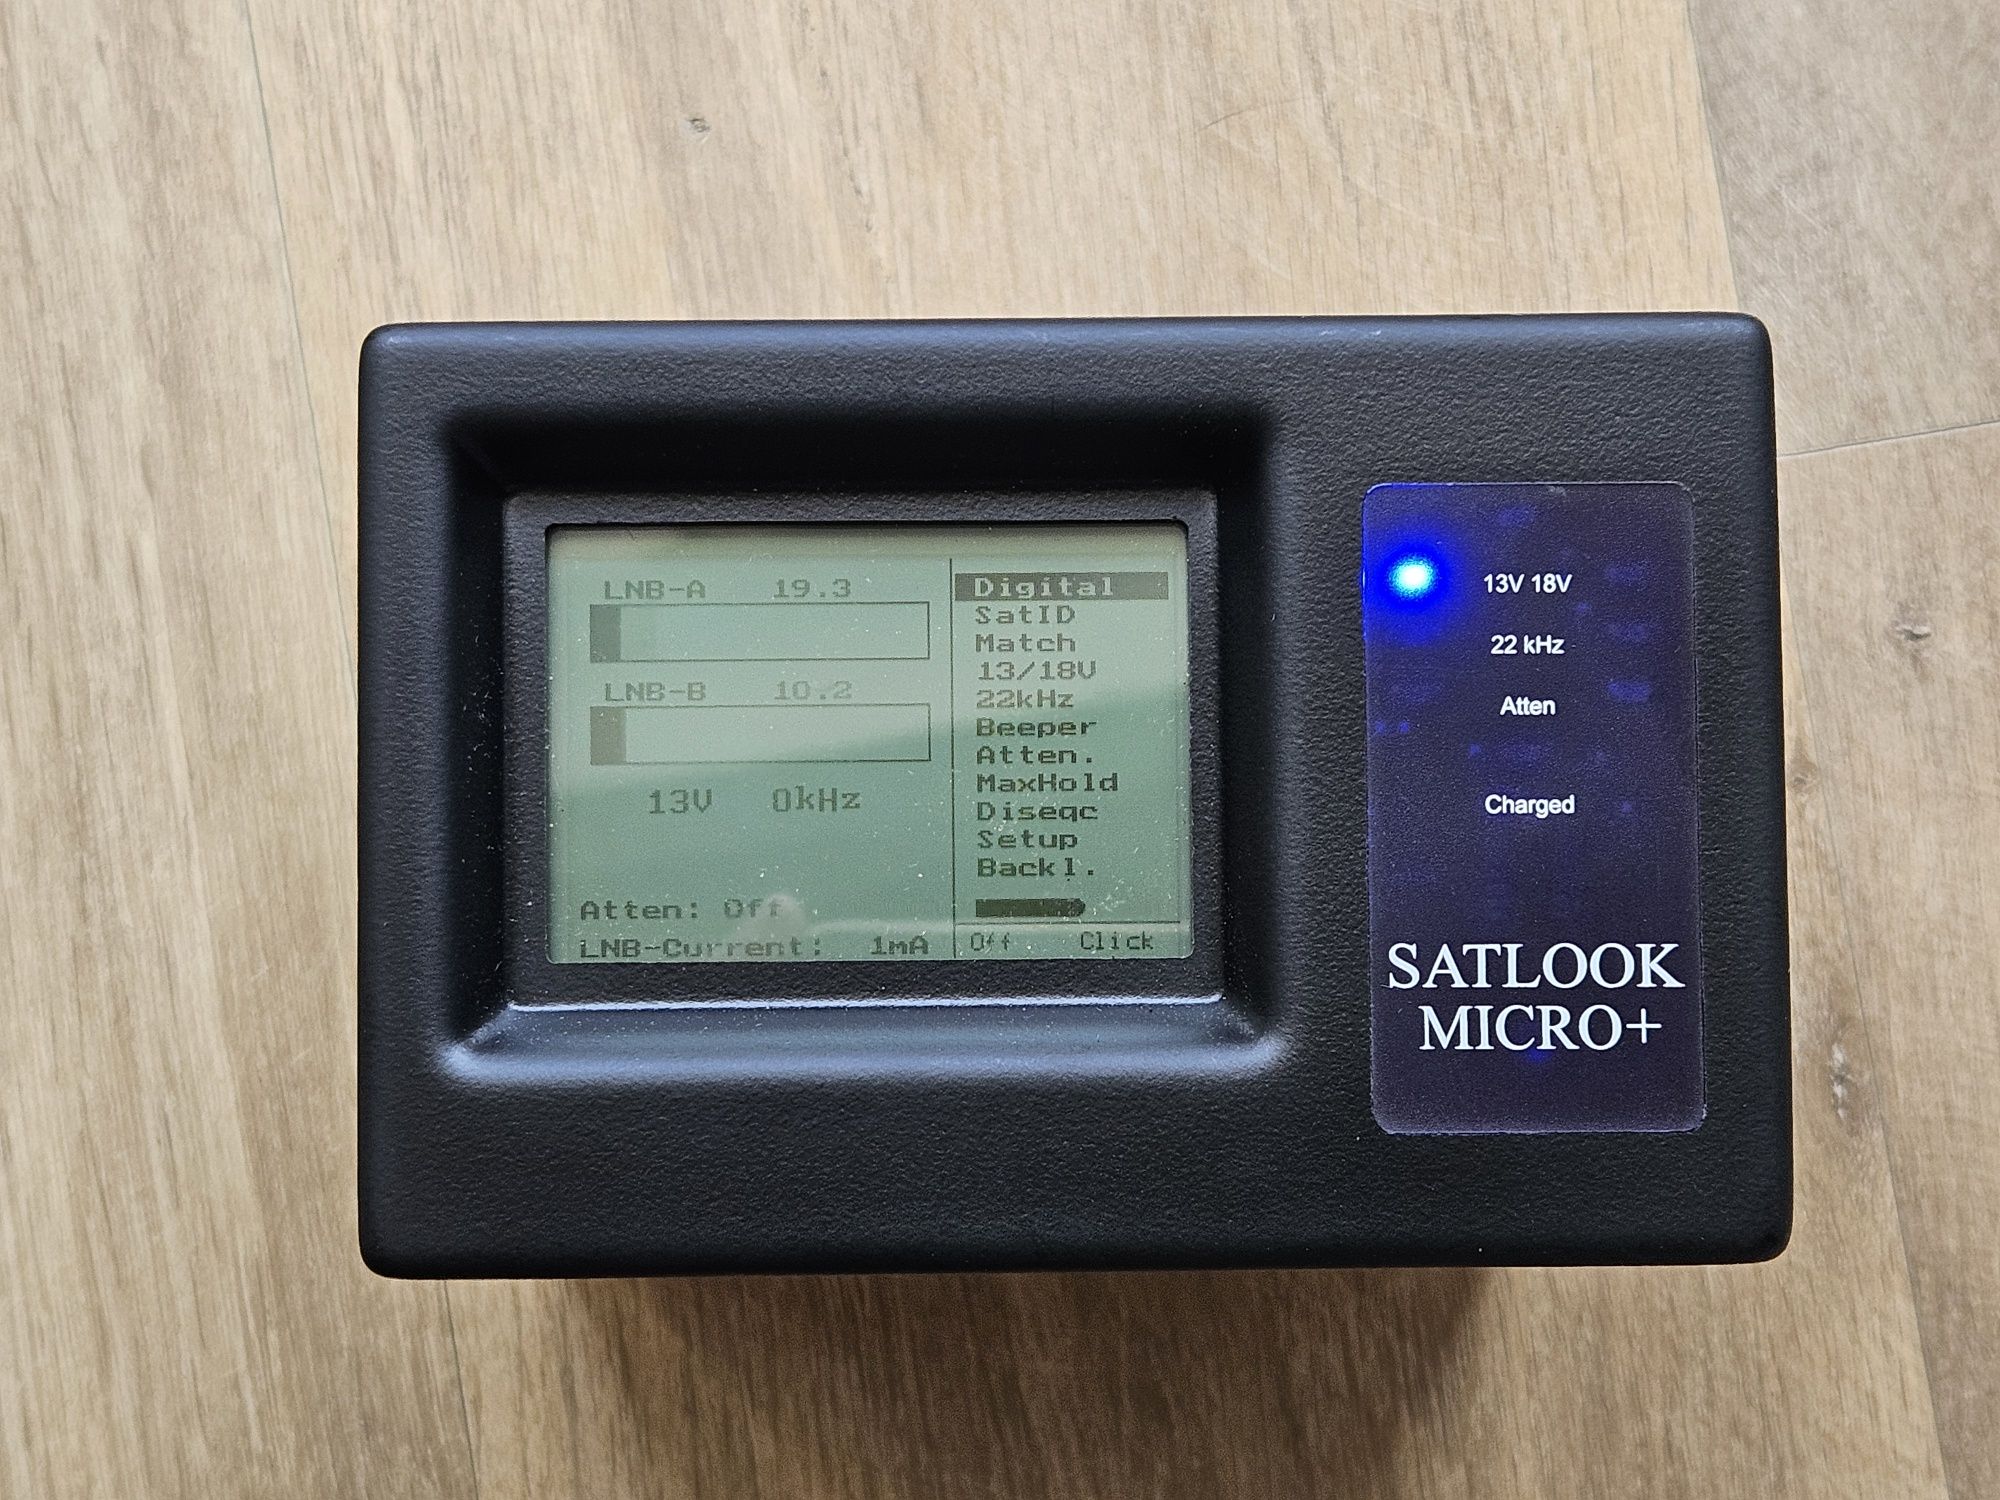 LNB-A 19.3
LNB-B 10.2
13V 0kHz
Atten: Off
LNB-Current: 1mA
Digital
SatID
Match
13/18V
22kHz
Beeper
Atten.
MaxHold
Diseqc
Setup
Backl.
Off Click
13V 18V
22 kHz
Atten
Charged
SATLOOK
MICRO+